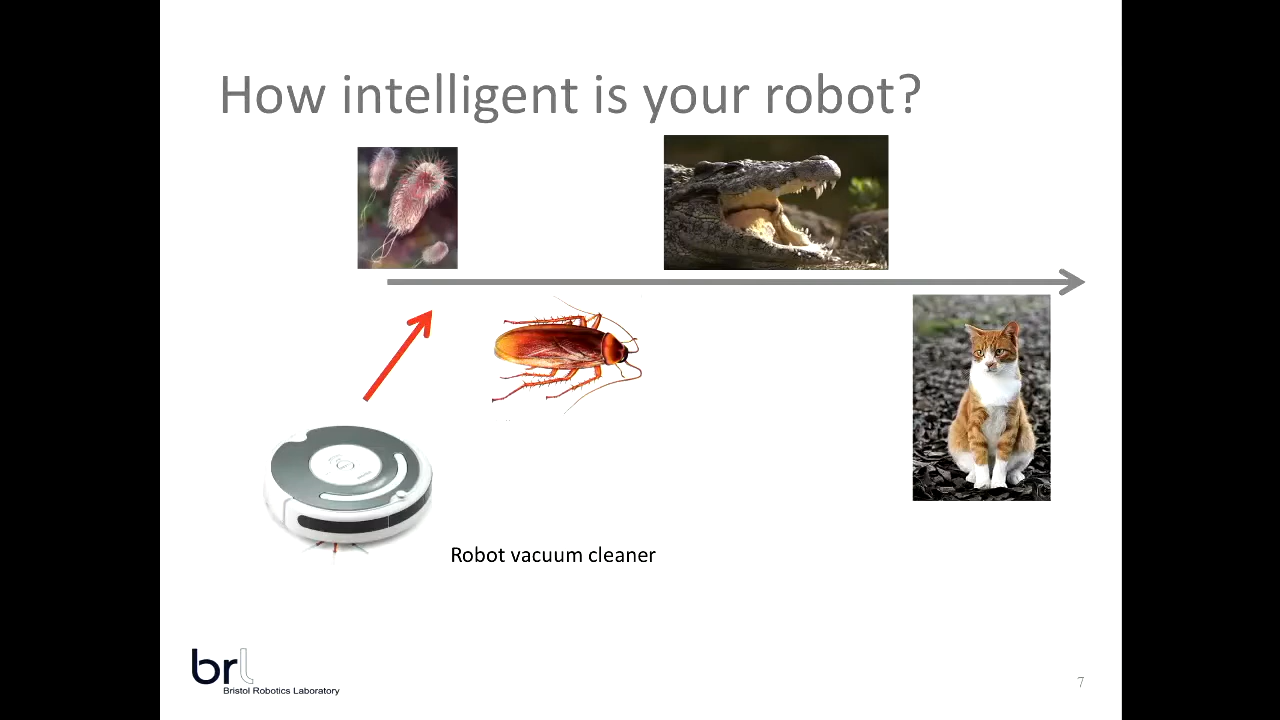 How intelligent is your robot?
Robot vacuum cleaner
brl
Bristol Robotics Laboratory
7